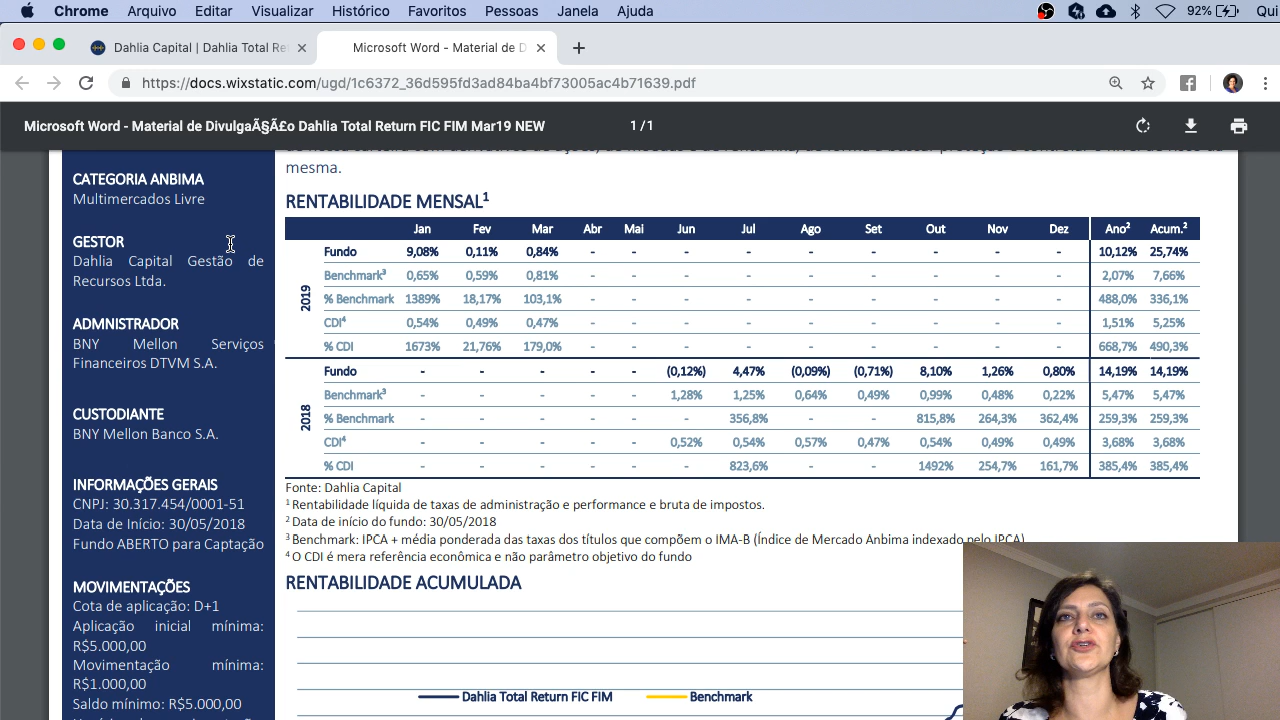 Chrome Arquivo Editar Visualizar Histórico Favoritos Pessoas Janela Ajuda 92% Qui
Dahlia Capital | Dahlia Total Re
Microsoft Word - Material de D
https://docs.wixstatic.com/ugd/1c6372_36d595fd3ad84ba4bf73005ac4b71639.pdf
Microsoft Word - Material de DivulgaÃ§Ã£o Dahlia Total Return FIC FIM Mar19 NEW 1 / 1
CATEGORIA ANBIMA
Multimercados Livre
GESTOR
Dahlia Capital Gestão de
Recursos Ltda.
ADMNISTRADOR
BNY Mellon Serviços
Financeiros DTVM S.A.
CUSTODIANTE
BNY Mellon Banco S.A.
INFORMAÇÕES GERAIS
CNPJ: 30.317.454/0001-51
Data de Início: 30/05/2018
Fundo ABERTO para Captação
MOVIMENTAÇÕES
Cota de aplicação: D+1
Aplicação inicial mínima:
R$5.000,00
Movimentação mínima:
R$1.000,00
Saldo mínimo: R$5.000,00
mesma.
RENTABILIDADE MENSAL¹
Jan Fev Mar Abr Mai Jun Jul Ago Set Out Nov Dez Ano² Acum.²
2019
Fundo 9,08% 0,11% 0,84% - - - - - - - - - 10,12% 25,74%
Benchmark³ 0,65% 0,59% 0,81% - - - - - - - - - 2,07% 7,66%
% Benchmark 1389% 18,17% 103,1% - - - - - - - - - 488,0% 336,1%
CDI⁴ 0,54% 0,49% 0,47% - - - - - - - - - 1,51% 5,25%
% CDI 1673% 21,76% 179,0% - - - - - - - - - 668,7% 490,3%
2018
Fundo - - - - - (0,12%) 4,47% (0,09%) (0,71%) 8,10% 1,26% 0,80% 14,19% 14,19%
Benchmark³ - - - - - 1,28% 1,25% 0,64% 0,49% 0,99% 0,48% 0,22% 5,47% 5,47%
% Benchmark - - - - - - 356,8% - - 815,8% 264,3% 362,4% 259,3% 259,3%
CDI⁴ - - - - - 0,52% 0,54% 0,57% 0,47% 0,54% 0,49% 0,49% 3,68% 3,68%
% CDI - - - - - - 823,6% - - 1492% 254,7% 161,7% 385,4% 385,4%
Fonte: Dahlia Capital
¹ Rentabilidade líquida de taxas de administração e performance e bruta de impostos.
² Data de início do fundo: 30/05/2018
³ Benchmark: IPCA + média ponderada das taxas dos títulos que compõem o IMA-B (Índice de Mercado Anbima indexado pelo IPCA)
⁴ O CDI é mera referência econômica e não parâmetro objetivo do fundo
RENTABILIDADE ACUMULADA
Dahlia Total Return FIC FIM Benchmark